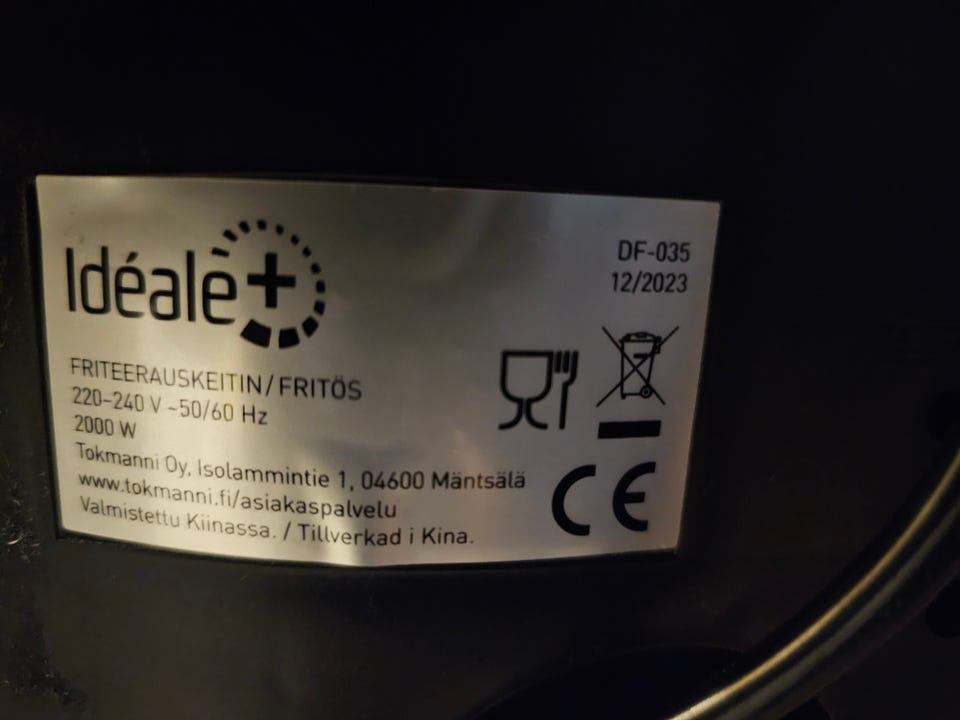 Idéale+
DF-035
12/2023
FRITEERAUSKEITIN/FRITÖS
220-240 V ~50/60 Hz
2000 W
Tokmanni Oy, Isolammintie 1, 04600 Mäntsälä
www.tokmanni.fi/asiakaspalvelu
Valmistettu Kiinassa. / Tillverkad i Kina.
CE